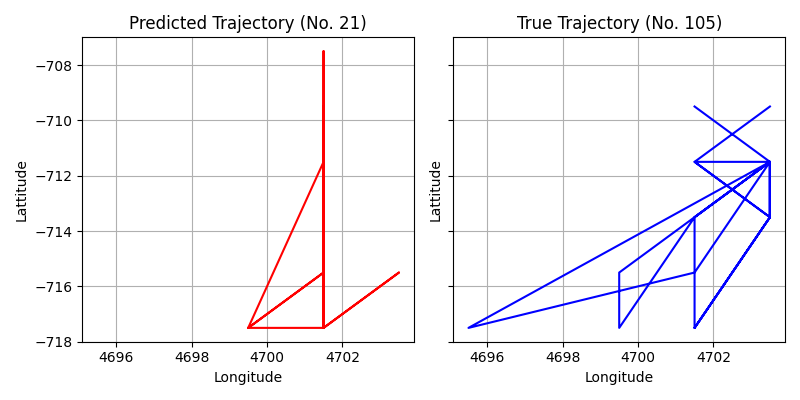 Predicted Trajectory (No. 21)
True Trajectory (No. 105)
−708
−710
−712
−714
−716
−718
Lattitude
Lattitude
4696
4698
4700
4702
4696
4698
4700
4702
Longitude
Longitude